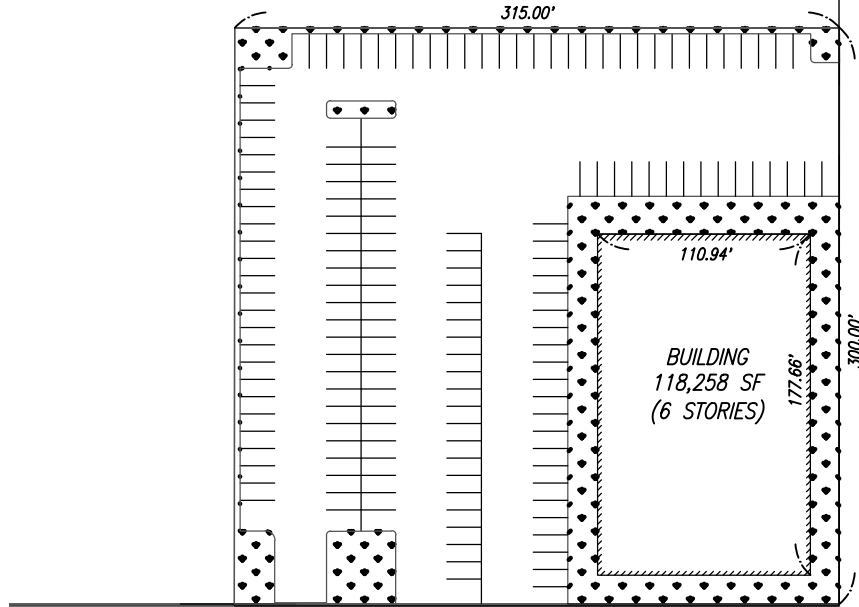 315.00'
110.94'
BUILDING
118,258 SF
(6 STORIES)
177.66'
300.00'